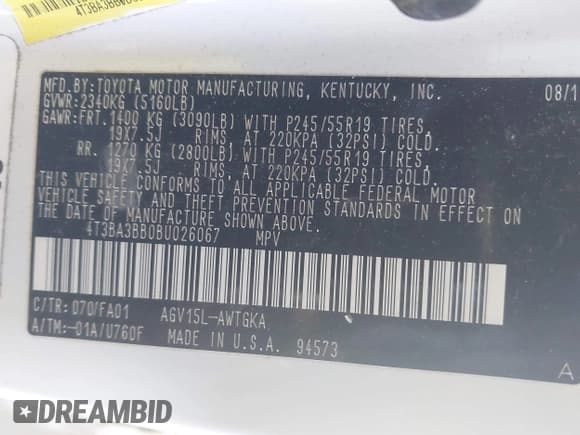 4T3BA3BB0BU026067
MFD.BY:TOYOTA MOTOR MANUFACTURING, KENTUCKY, INC. 08/1
GVWR:2340KG (5160LB)
GAWR:FRT.1400 KG (3090LB) WITH P245/55R19 TIRES,
19X7.5J RIMS, AT 220KPA (32PSI) COLD.
RR. 1270 KG (2800LB) WITH P245/55R19 TIRES,
19X7.5J RIMS, AT 220KPA (32PSI) COLD.
THIS VEHICLE CONFORMS TO ALL APPLICABLE FEDERAL MOTOR
VEHICLE SAFETY AND THEFT PREVENTION STANDARDS IN EFFECT ON
THE DATE OF MANUFACTURE SHOWN ABOVE.
4T3BA3BB0BU026067 MPV
C/TR: 070/FA01 AGV15L-AWTGKA
A/TM:-01A/U760F MADE IN U.S.A. 94573 A
DREAMBID